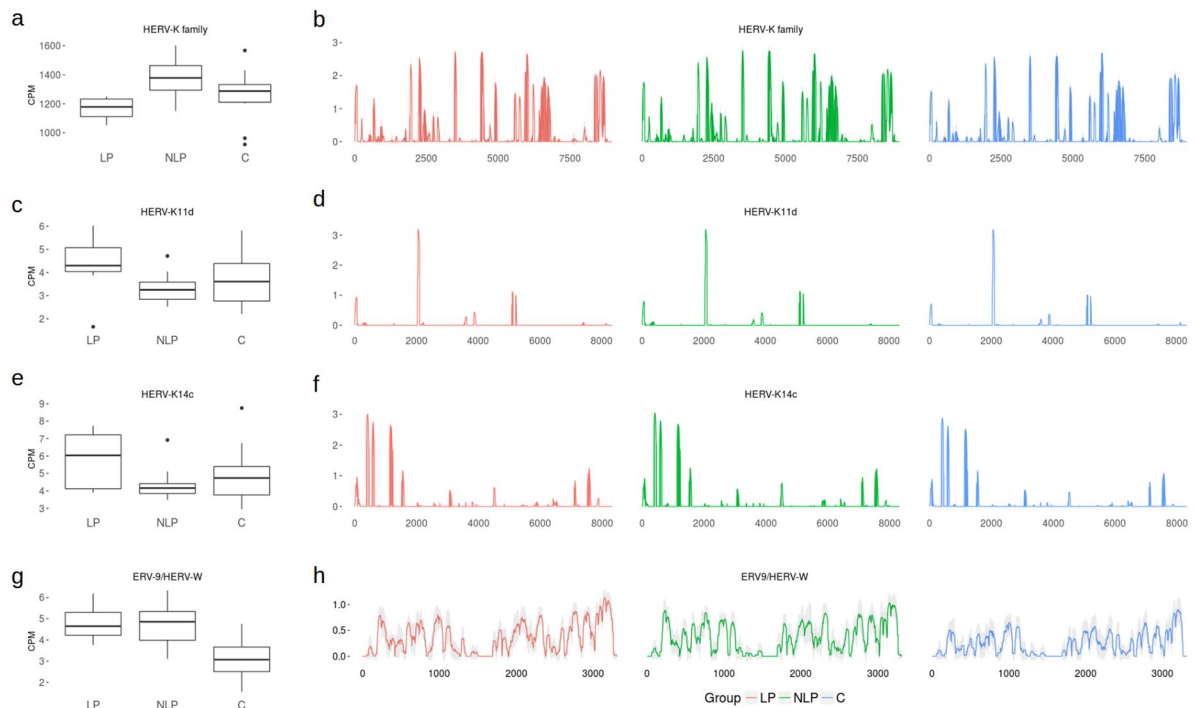 a
HERV-K family
CPM
1600
1400
1200
1000
LP NLP C
b
HERV-K family
3
2
1
0
0 2500 5000 7500
0 2500 5000 7500
0 2500 5000 7500
c
HERV-K11d
CPM
6
5
4
3
2
LP NLP C
d
HERV-K11d
3
2
1
0
0 2000 4000 6000 8000
0 2000 4000 6000 8000
0 2000 4000 6000 8000
e
HERV-K14c
CPM
9
8
7
6
5
4
3
LP NLP C
f
HERV-K14c
3
2
1
0
0 2000 4000 6000 8000
0 2000 4000 6000 8000
0 2000 4000 6000 8000
g
ERV-9/HERV-W
CPM
6
5
4
3
2
LP NLP C
h
ERV9/HERV-W
1.0
0.5
0.0
0 1000 2000 3000
0 1000 2000 3000
0 1000 2000 3000
Group LP NLP C